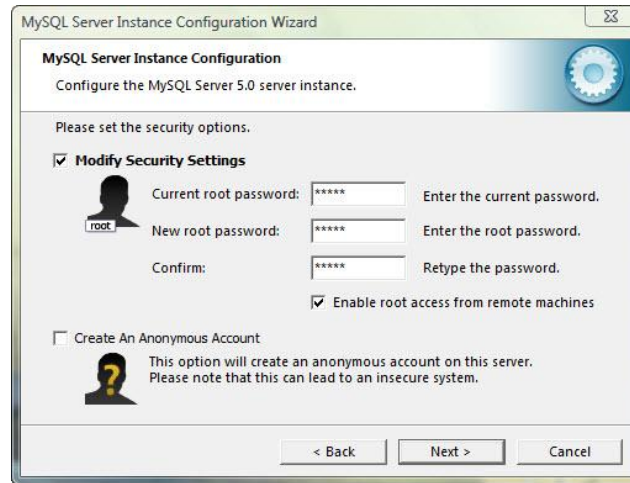 MySQL Server Instance Configuration Wizard
MySQL Server Instance Configuration
Configure the MySQL Server 5.0 server instance.
Please set the security options.
Modify Security Settings
root
Current root password: ***** Enter the current password.
New root password: ***** Enter the root password.
Confirm: ***** Retype the password.
Enable root access from remote machines
Create An Anonymous Account
?
This option will create an anonymous account on this server.
Please note that this can lead to an insecure system.
< Back Next > Cancel